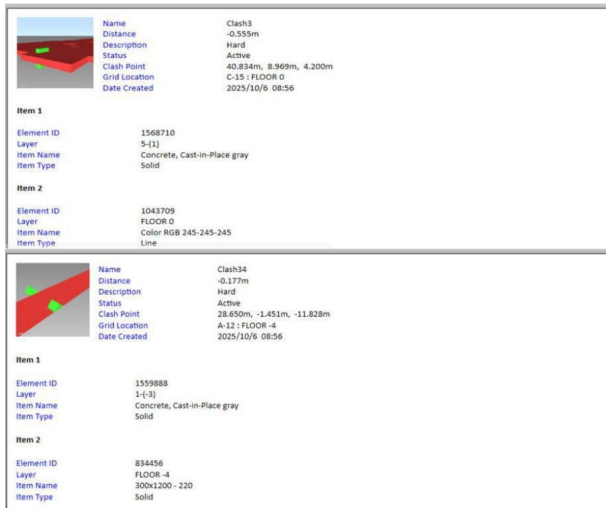 Name Clash3
Distance -0.555m
Description Hard
Status Active
Clash Point 40.834m, 8.969m, 4.200m
Grid Location C-15 : FLOOR 0
Date Created 2025/10/6 08:56
Item 1
Element ID 1568710
Layer 5-(1)
Item Name Concrete, Cast-in-Place gray
Item Type Solid
Item 2
Element ID 1043709
Layer FLOOR 0
Item Name Color RGB 245-245-245
Item Type Line
Name Clash34
Distance -0.177m
Description Hard
Status Active
Clash Point 28.650m, -1.451m, -11.828m
Grid Location A-12 : FLOOR -4
Date Created 2025/10/6 08:56
Item 1
Element ID 1559888
Layer 1-(-3)
Item Name Concrete, Cast-in-Place gray
Item Type Solid
Item 2
Element ID 834456
Layer FLOOR -4
Item Name 300x1200 - 220
Item Type Solid